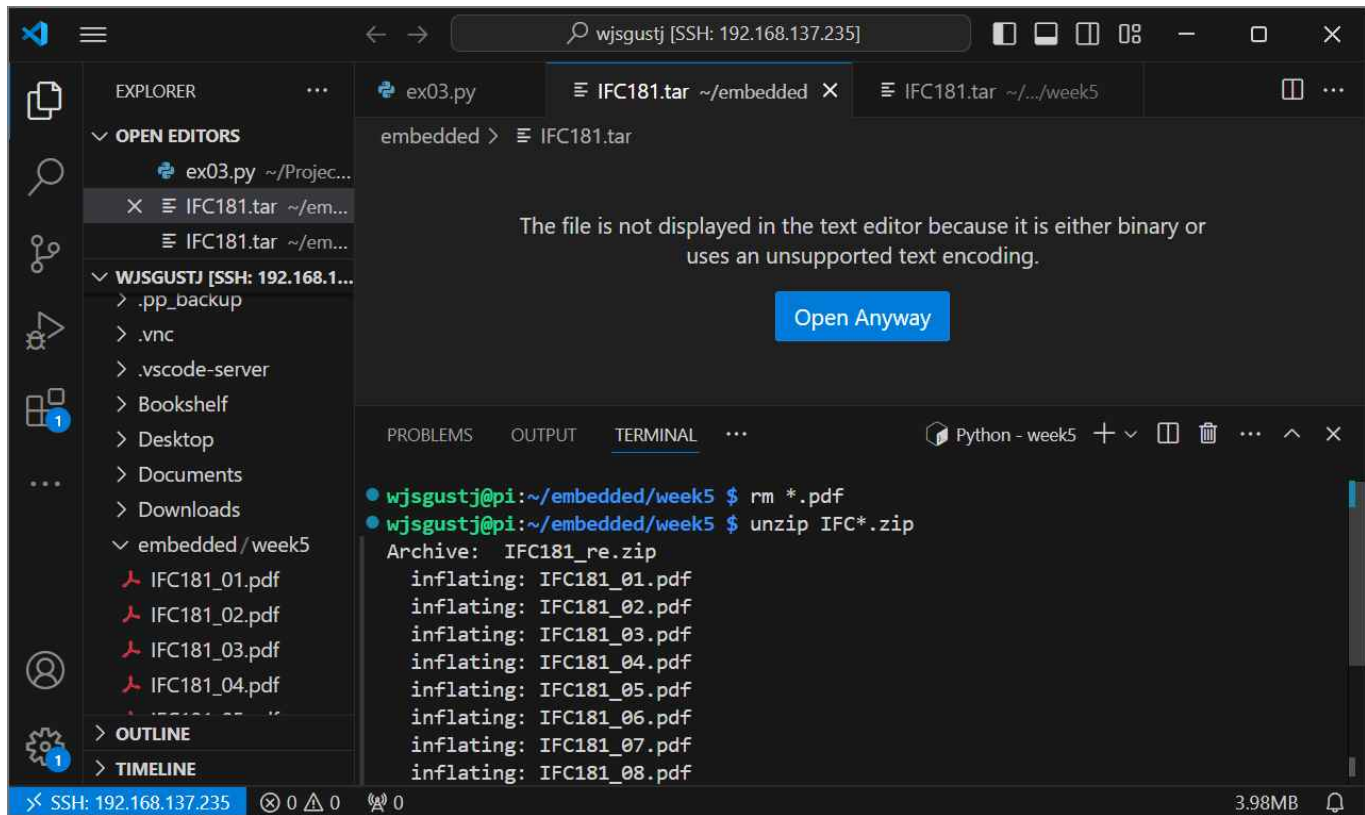 wjsgustj [SSH: 192.168.137.235]
EXPLORER
ex03.py
IFC181.tar ~/embedded
IFC181.tar ~/.../week5
OPEN EDITORS
ex03.py ~/Projec...
IFC181.tar ~/em...
IFC181.tar ~/em...
WJSGUSTJ [SSH: 192.168.1...
.pp_backup
.vnc
.vscode-server
Bookshelf
Desktop
Documents
Downloads
embedded / week5
IFC181_01.pdf
IFC181_02.pdf
IFC181_03.pdf
IFC181_04.pdf
OUTLINE
TIMELINE
1
1
embedded > IFC181.tar
The file is not displayed in the text editor because it is either binary or
uses an unsupported text encoding.
Open Anyway
PROBLEMS OUTPUT TERMINAL ... Python - week5
wjsgustj@pi:~/embedded/week5 $ rm *.pdf
wjsgustj@pi:~/embedded/week5 $ unzip IFC*.zip
Archive:  IFC181_re.zip
inflating: IFC181_01.pdf
inflating: IFC181_02.pdf
inflating: IFC181_03.pdf
inflating: IFC181_04.pdf
inflating: IFC181_05.pdf
inflating: IFC181_06.pdf
inflating: IFC181_07.pdf
inflating: IFC181_08.pdf
SSH: 192.168.137.235 0 0 0 3.98MB